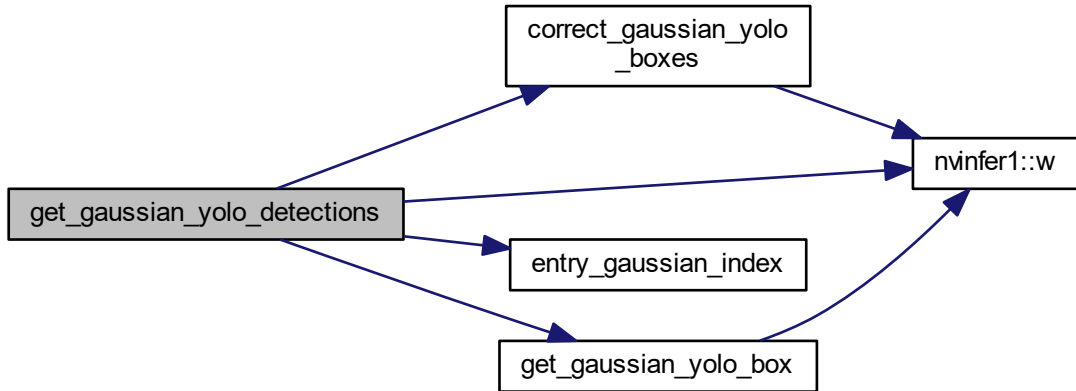 correct_gaussian_yolo
_boxes
nvinfer1::w
get_gaussian_yolo_detections
entry_gaussian_index
get_gaussian_yolo_box